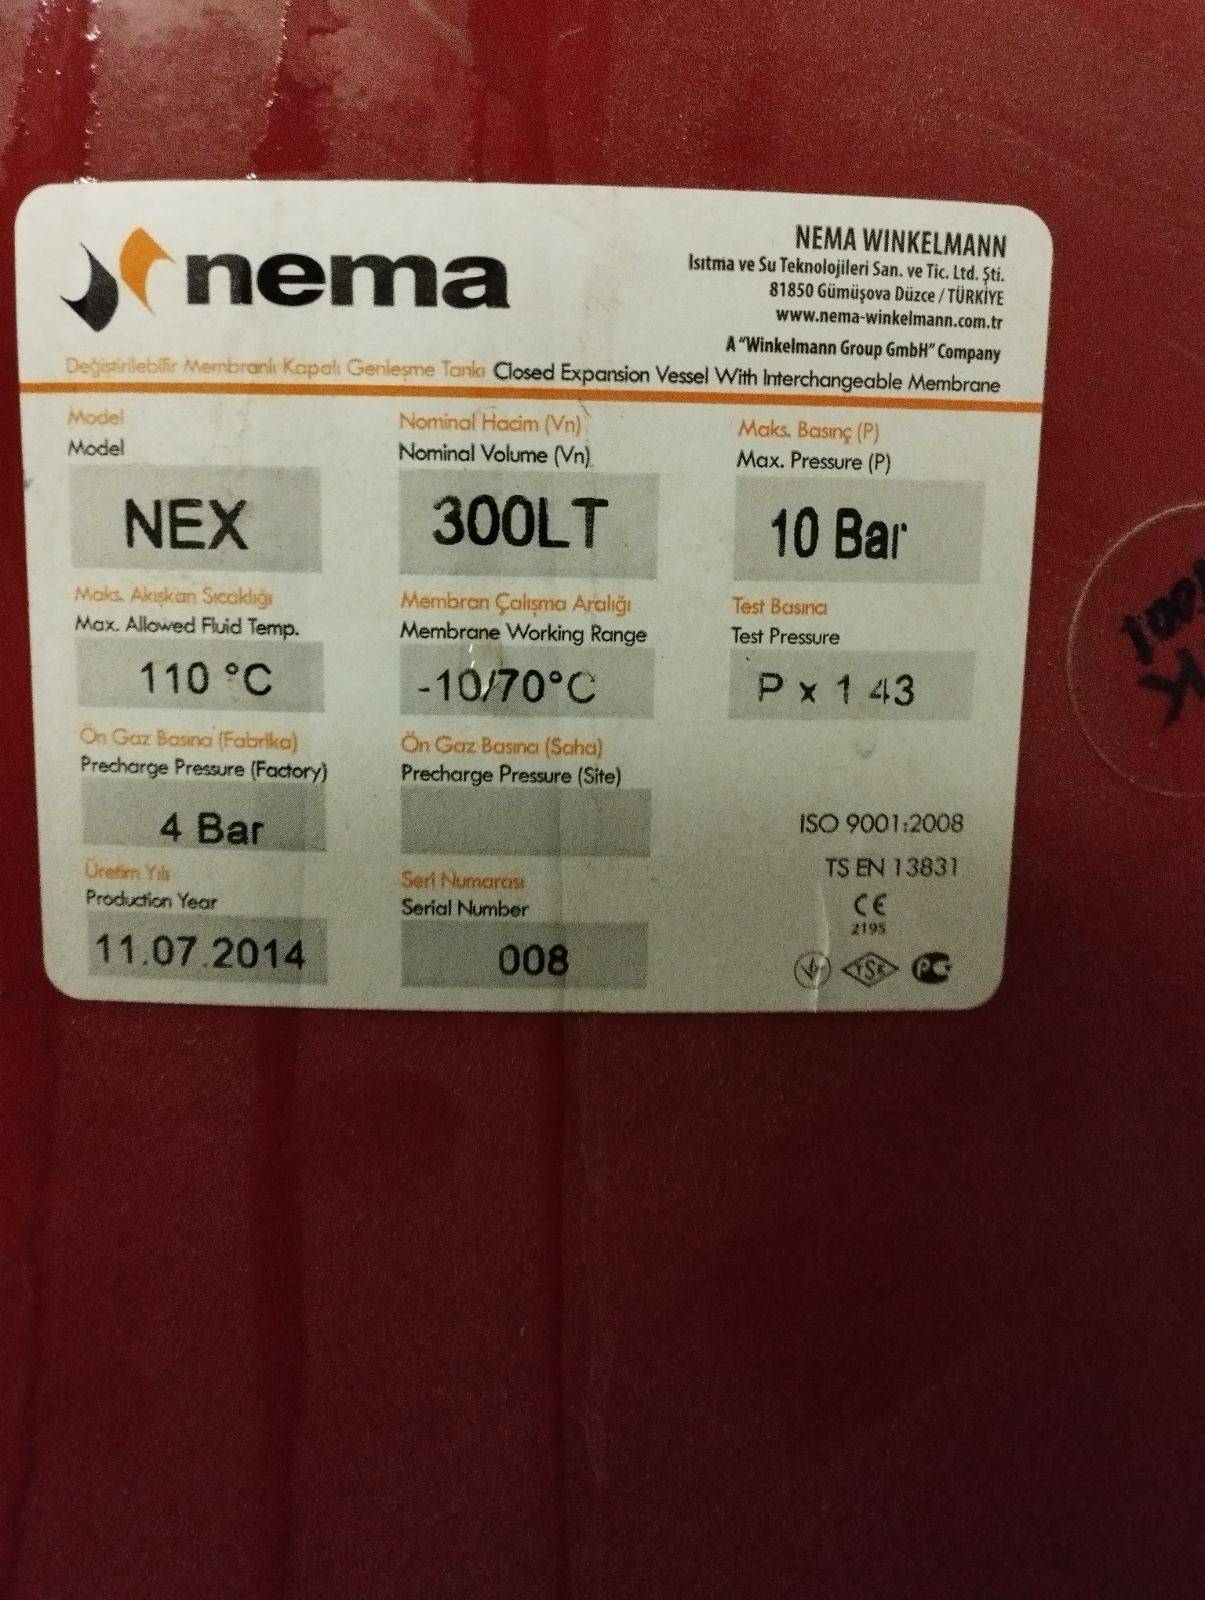 nema
NEMA WINKELMANN
Isıtma ve Su Teknolojileri San. ve Tic. Ltd. Şti.
81850 Gümüşova Düzce / TÜRKİYE
www.nema-winkelmann.com.tr
A "Winkelmann Group GmbH" Company
Değiştirilebilir Membranlı Kapalı Genleşme Tankı Closed Expansion Vessel With Interchangeable Membrane
Model
Model
NEX
Nominal Hacim (Vn)
Nominal Volume (Vn)
300LT
Maks. Basınç (P)
Max. Pressure (P)
10 Bar
Maks. Akışkan Sıcaklığı
Max. Allowed Fluid Temp.
110 °C
Membran Çalışma Aralığı
Membrane Working Range
-10/70°C
Test Basıncı
Test Pressure
P x 1 43
Ön Gaz Basıncı (Fabrika)
Precharge Pressure (Factory)
4 Bar
Ön Gaz Basıncı (Saha)
Precharge Pressure (Site)
Üretim Yılı
Production Year
11.07.2014
Seri Numarası
Serial Number
008
ISO 9001:2008
TS EN 13831
CE
2195
TSE
PC